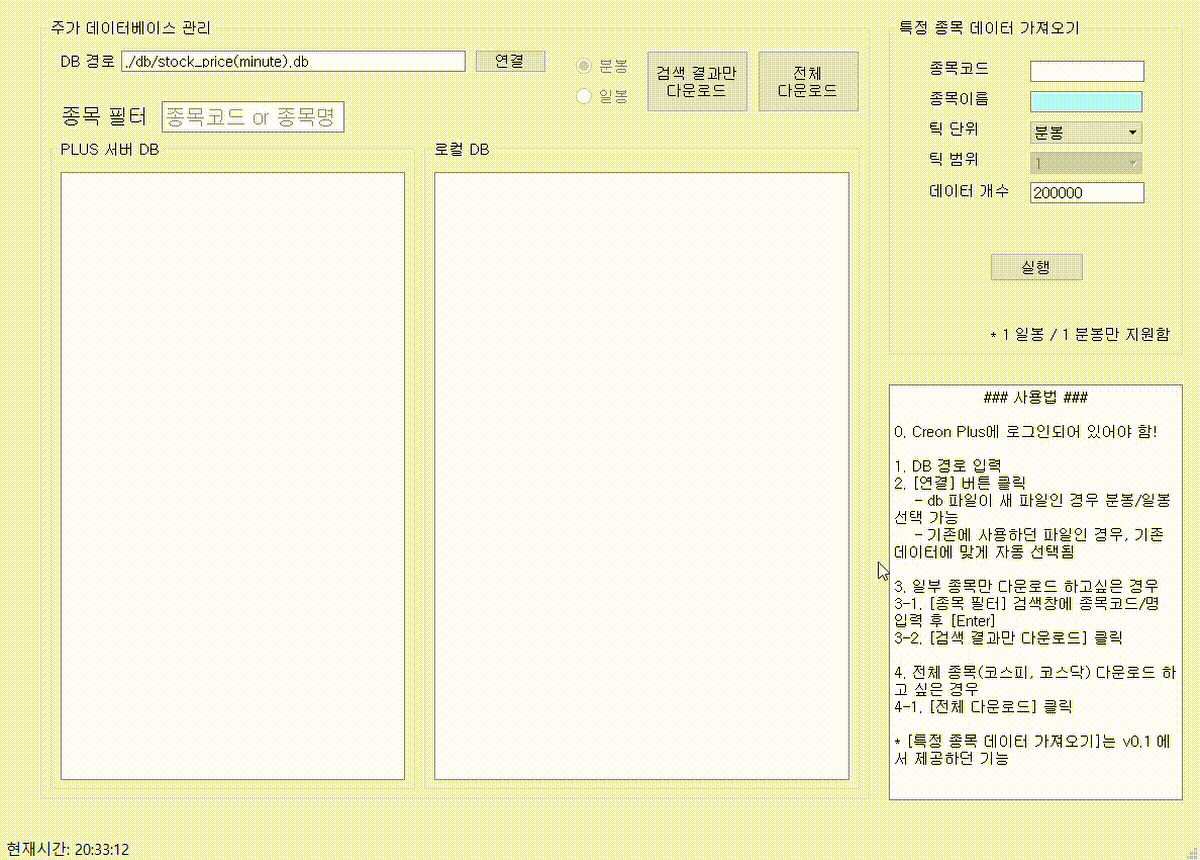 주가 데이터베이스 관리
DB 경로
./db/stock_price(minute).db
연결
분봉
일봉
검색 결과만
다운로드
전체
다운로드
종목 필터
종목코드 or 종목명
PLUS 서버 DB
로컬 DB
특정 종목 데이터 가져오기
종목코드
종목이름
틱 단위
분봉
틱 범위
1
데이터 개수
200000
실행
* 1 일봉 / 1 분봉만 지원함
### 사용법 ###
0. Creon Plus에 로그인되어 있어야 함!
1. DB 경로 입력
2. [연결] 버튼 클릭
- db 파일이 새 파일인 경우 분봉/일봉
선택 가능
- 기존에 사용하던 파일인 경우, 기존
데이터에 맞게 자동 선택됨
3. 일부 종목만 다운로드 하고싶은 경우
3-1. [종목 필터] 검색창에 종목코드/명
입력 후 [Enter]
3-2. [검색 결과만 다운로드] 클릭
4. 전체 종목(코스피, 코스닥) 다운로드 하
고 싶은 경우
4-1. [전체 다운로드] 클릭
* [특정 종목 데이터 가져오기]는 v0.1 에
서 제공하던 기능
현재시간: 20:33:12